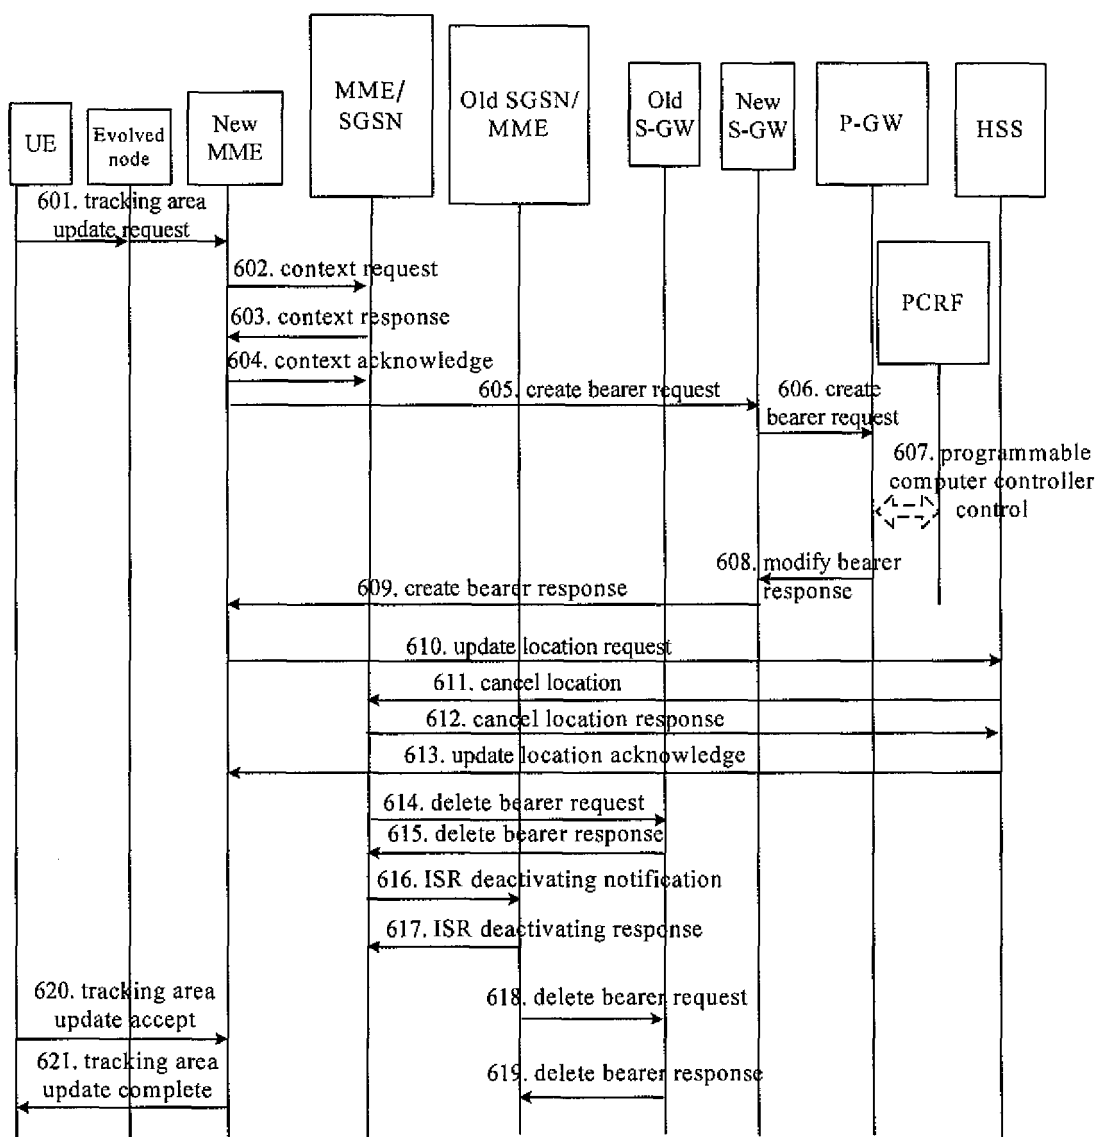 UE
Evolved
node
New
MME
MME/
SGSN
Old SGSN/
MME
Old
S-GW
New
S-GW
P-GW
HSS
PCRF
601. tracking area
update request
602. context request
603. context response
604. context acknowledge
605. create bearer request
606. create
bearer request
607. programmable
computer controller
control
608. modify bearer
response
609. create bearer response
610. update location request
611. cancel location
612. cancel location response
613. update location acknowledge
614. delete bearer request
615. delete bearer response
616. ISR deactivating notification
617. ISR deactivating response
618. delete bearer request
619. delete bearer response
620. tracking area
update accept
621. tracking area
update complete